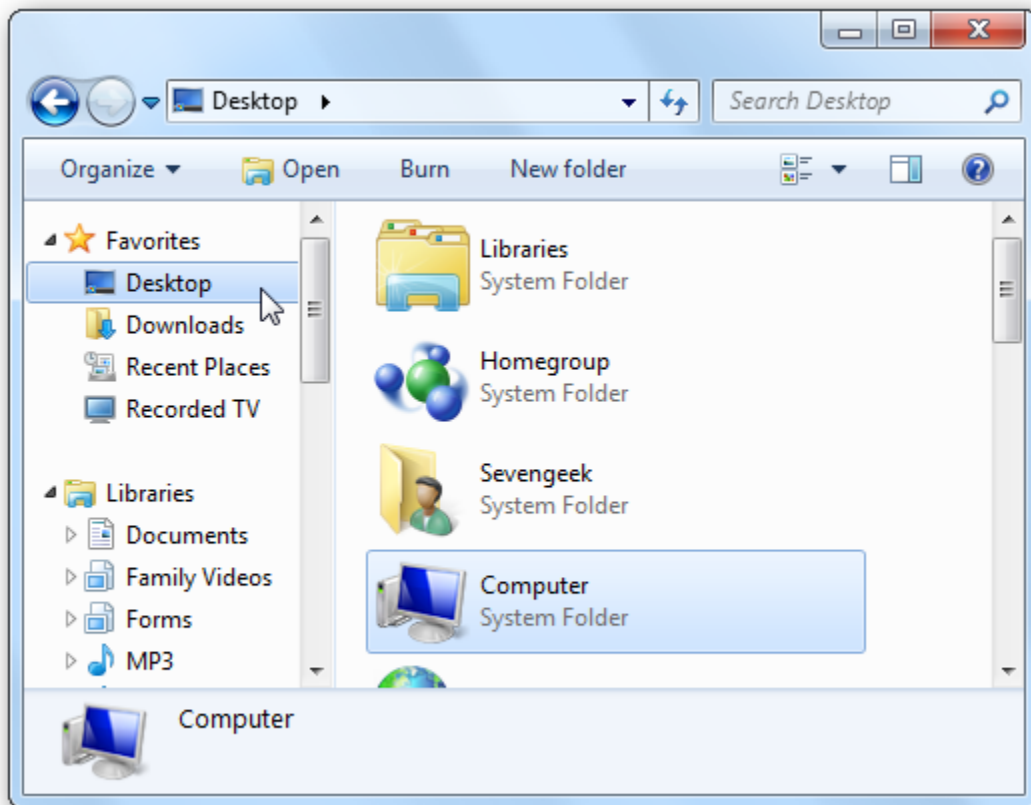 Desktop
Search Desktop
Organize Open Burn New folder
Favorites
Desktop
Downloads
Recent Places
Recorded TV
Libraries
Documents
Family Videos
Forms
MP3
Libraries
System Folder
Homegroup
System Folder
Sevengeek
System Folder
Computer
System Folder
Computer